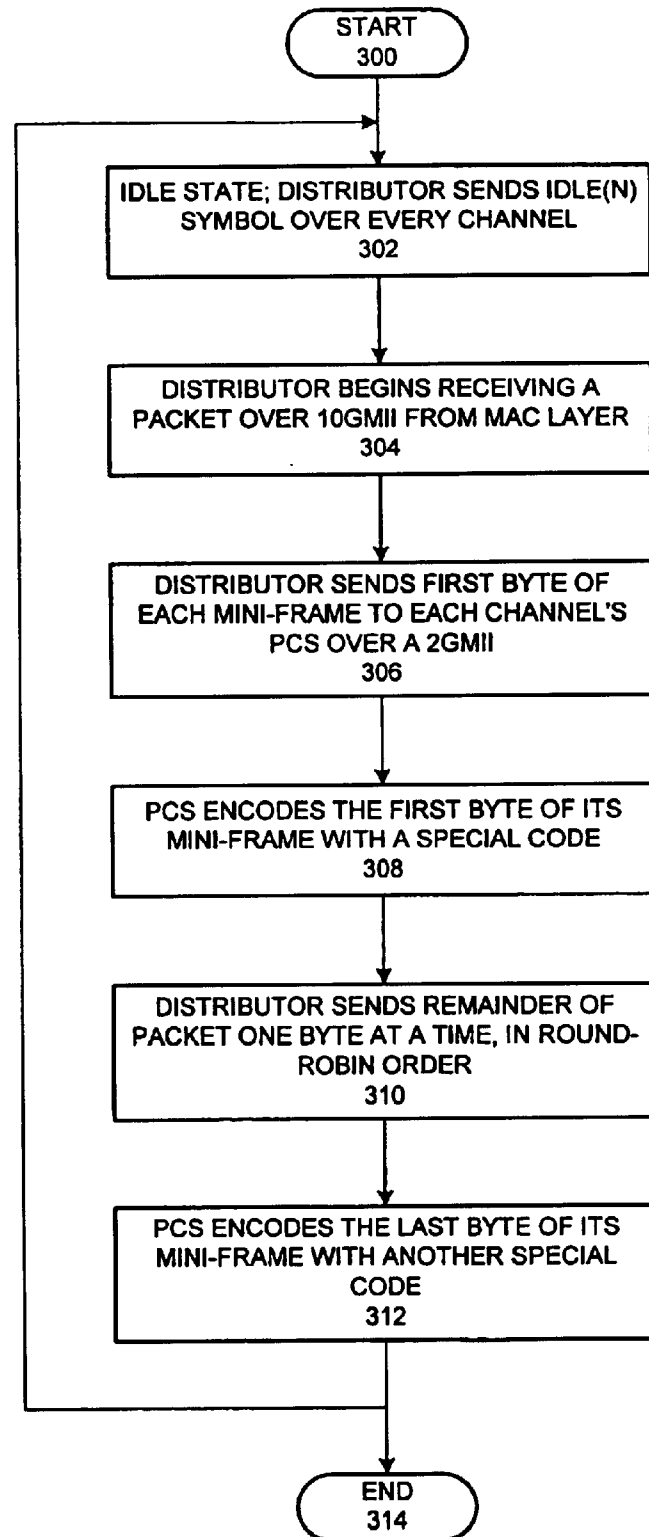 START
300
IDLE STATE; DISTRIBUTOR SENDS IDLE(N)
SYMBOL OVER EVERY CHANNEL
302
DISTRIBUTOR BEGINS RECEIVING A
PACKET OVER 10GMII FROM MAC LAYER
304
DISTRIBUTOR SENDS FIRST BYTE OF
EACH MINI-FRAME TO EACH CHANNEL'S
PCS OVER A 2GMII
306
PCS ENCODES THE FIRST BYTE OF ITS
MINI-FRAME WITH A SPECIAL CODE
308
DISTRIBUTOR SENDS REMAINDER OF
PACKET ONE BYTE AT A TIME, IN ROUND-
ROBIN ORDER
310
PCS ENCODES THE LAST BYTE OF ITS
MINI-FRAME WITH ANOTHER SPECIAL
CODE
312
END
314